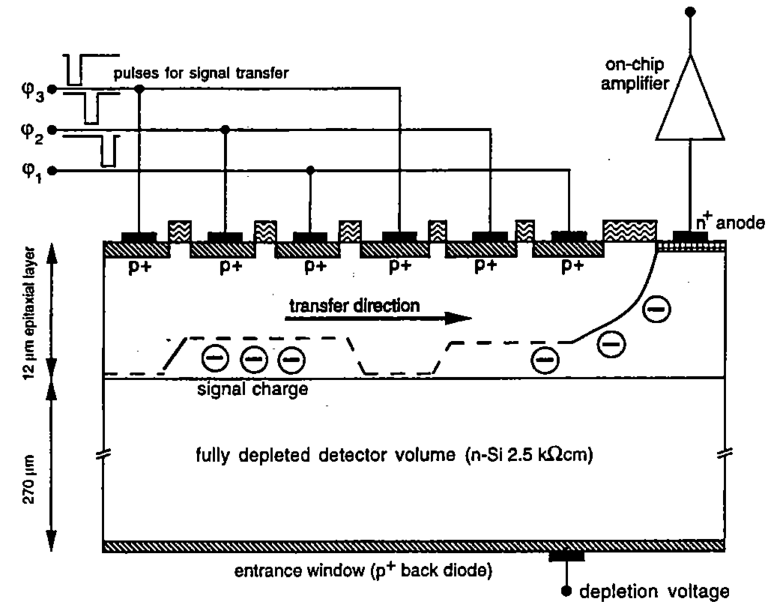 pulses for signal transfer
on-chip
amplifier
φ3
φ2
φ1
n+ anode
p+ p+ p+ p+ p+ p+
12 μm epitaxial layer
transfer direction
signal charge
270 μm
fully depleted detector volume (n-Si 2.5 kΩcm)
entrance window (p+ back diode)
depletion voltage